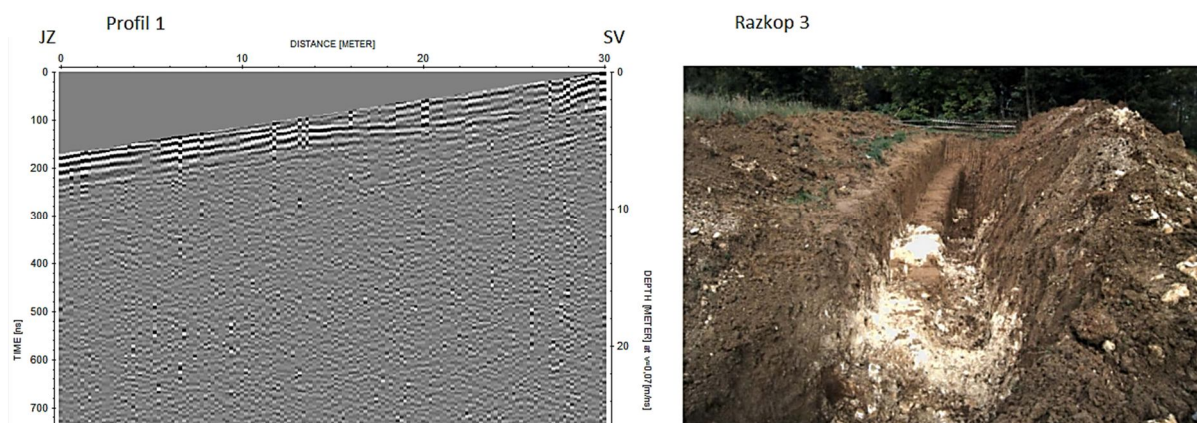 Profil 1
Razkop 3
JZ
DISTANCE [METER]
SV
0 10 20 30
0
100
200
300
400
500
600
700
TIME [ns]
0
10
20
DEPTH [METER] at v=0.07[m/ns]